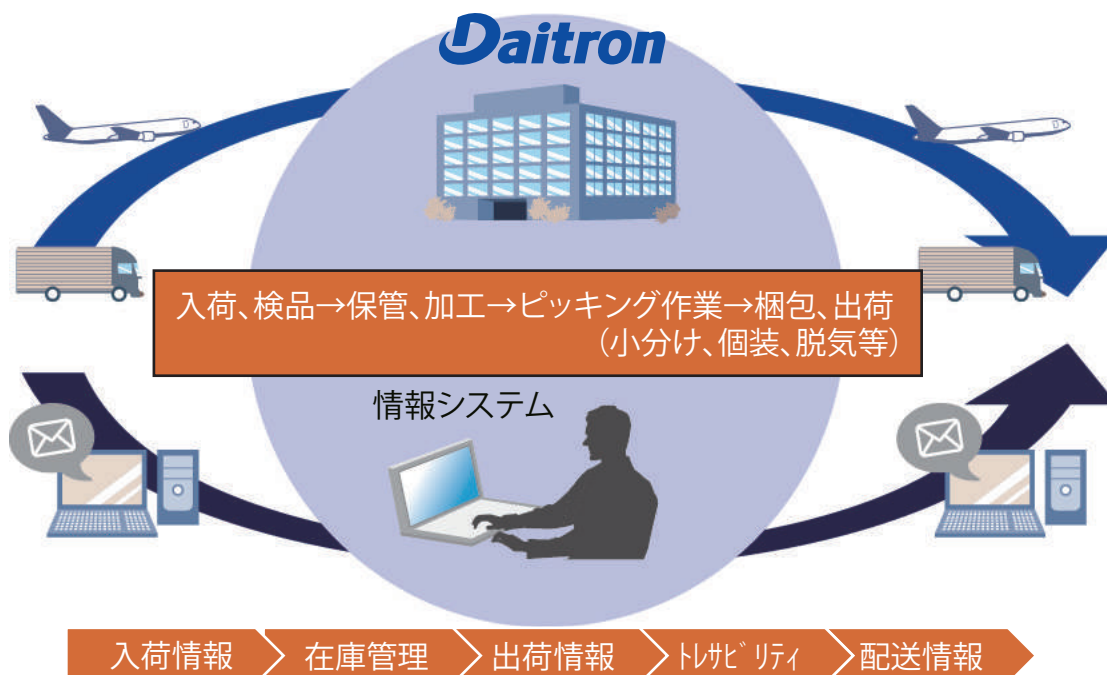 Daitron
入荷、検品→保管、加工→ピッキング作業→梱包、出荷
(小分け、個装、脱気等)
情報システム
入荷情報
在庫管理
出荷情報
ﾄﾚｻﾋﾞﾘﾃｨ
配送情報